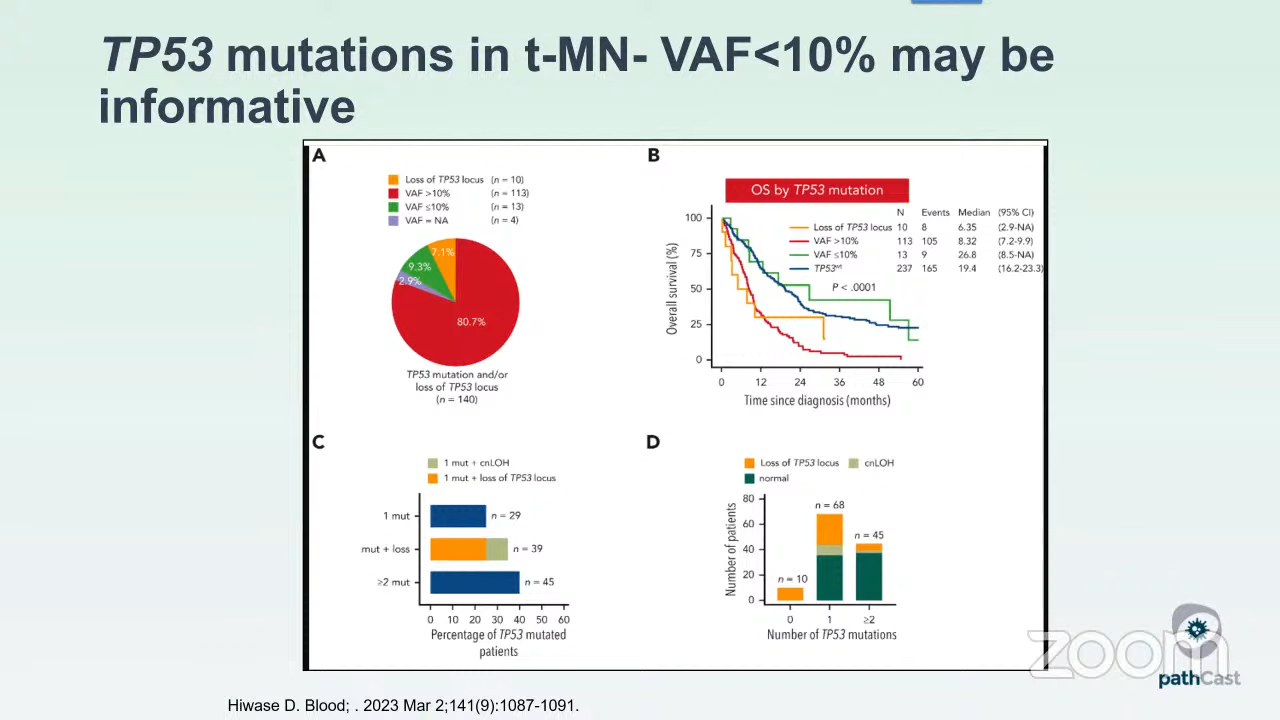 TP53 mutations in t-MN- VAF<10% may be
informative
A
Loss of TP53 locus (n = 10)
VAF >10% (n = 113)
VAF ≤10% (n = 13)
VAF = NA (n = 4)
7.1%
9.3%
2.9%
80.7%
TP53 mutation and/or
loss of TP53 locus
(n = 140)
B
OS by TP53 mutation
N Events Median (95% CI)
Loss of TP53 locus 10 8 6.35 (2.9-NA)
VAF >10% 113 105 8.32 (7.2-9.9)
VAF ≤10% 13 9 26.8 (8.5-NA)
TP53wt 237 165 19.4 (16.2-23.3)
P < .0001
Overall survival (%)
100
75
50
25
0
0 12 24 36 48 60
Time since diagnosis (months)
C
1 mut + cnLOH
1 mut + loss of TP53 locus
1 mut n = 29
mut + loss n = 39
≥2 mut n = 45
0 10 20 30 40 50 60
Percentage of TP53 mutated
patients
D
Loss of TP53 locus cnLOH
normal
Number of patients
80
60
40
20
0
n = 10
n = 68
n = 45
0 1 ≥2
Number of TP53 mutations
zoom
pathCast
Hiwase D. Blood; . 2023 Mar 2;141(9):1087-1091.